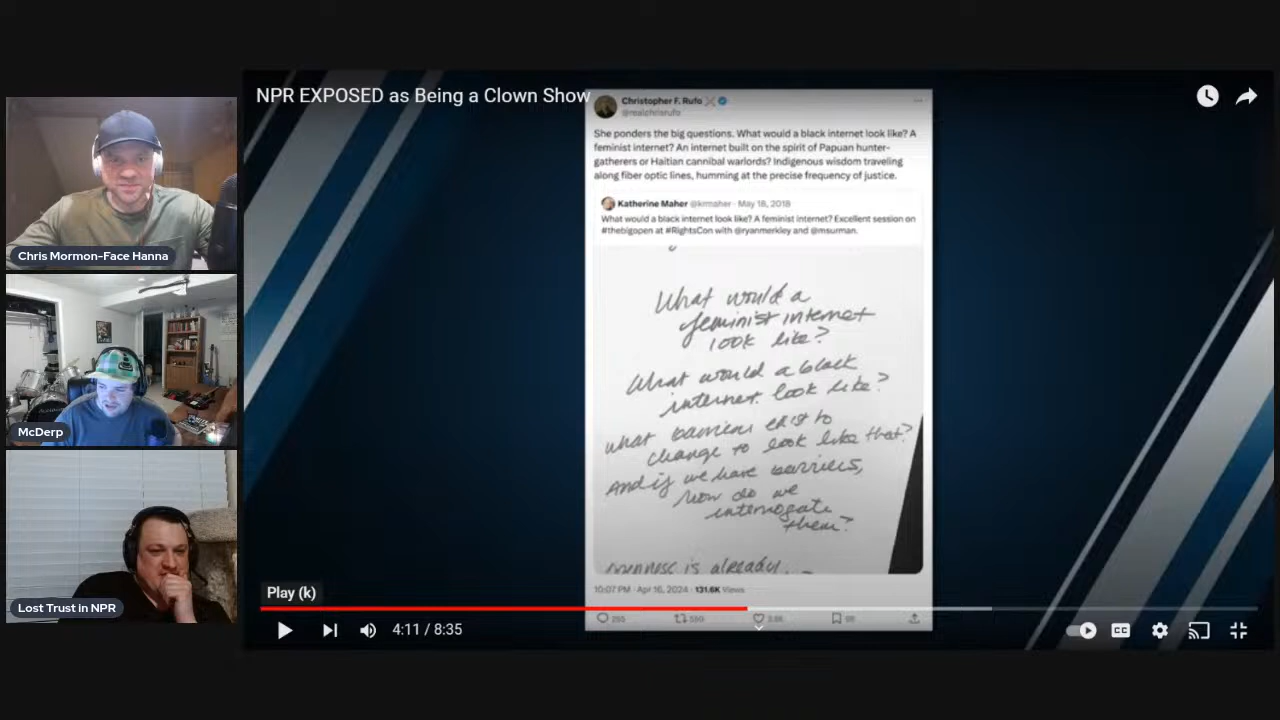 NPR EXPOSED as Being a Clown Show
Christopher F. Rufo
@realchrisrufo
She ponders the big questions. What would a black internet look like? A
feminist internet? An internet built on the spirit of Papuan hunter-
gatherers or Haitian cannibal warlords? Indigenous wisdom traveling
along fiber optic lines, humming at the precise frequency of justice.
Katherine Maher @krmaher · May 18, 2018
What would a black internet look like? A feminist internet? Excellent session on
#thebigopen at #RightsCon with @ryanmerkley and @msurman.
What would a
feminist internet
look like?
What would a black
internet look like?
what barriers exist to
change to look like that?
And if we have barriers,
how do we
interrogate
them?
openness is already
10:07 PM · Apr 16, 2024 · 131.6K Views
Chris Mormon-Face Hanna
McDerp
Lost Trust in NPR
Play (k)
4:11 / 8:35
CC